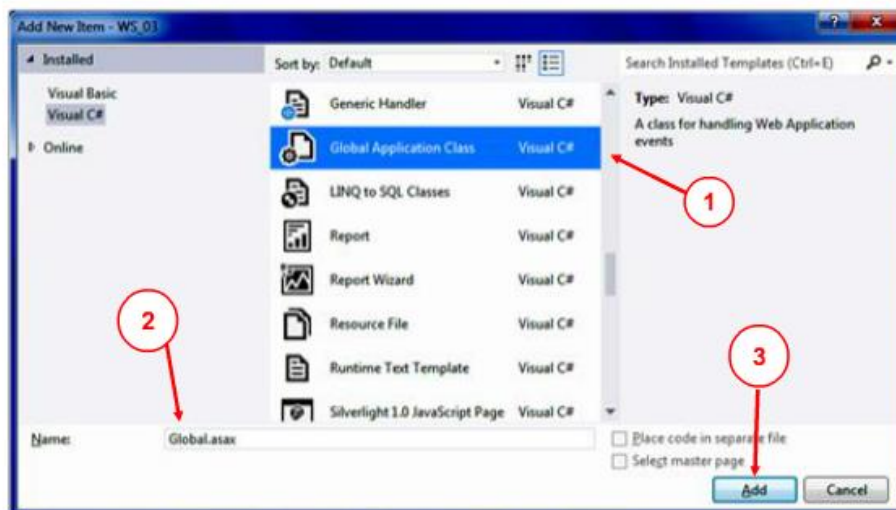 Add New Item - WS_03
Installed
Sort by: Default
Search Installed Templates (Ctrl+E)
Visual Basic
Visual C#
Online
Generic Handler Visual C#
Global Application Class Visual C#
LINQ to SQL Classes Visual C#
Report Visual C#
Report Wizard Visual C#
Resource File Visual C#
Runtime Text Template Visual C#
Silverlight 1.0 JavaScript Page Visual C#
Type: Visual C#
A class for handling Web Application
events
1
2
3
Name: Global.asax
Place code in separate file
Select master page
Add Cancel